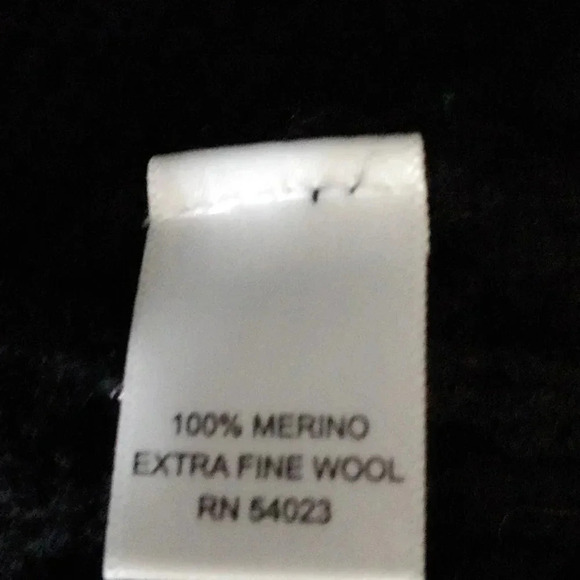 100% MERINO
EXTRA FINE WOOL
RN 54023